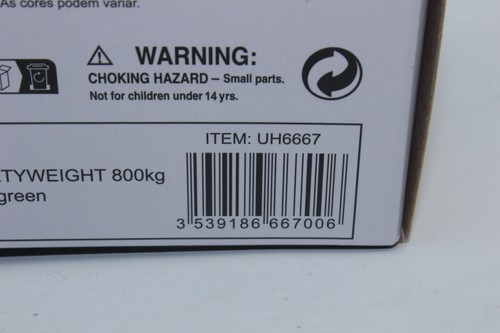 As cores podem variar.
WARNING:
CHOKING HAZARD – Small parts.
Not for children under 14 yrs.
ITEM: UH6667
TYWEIGHT 800kg
green
3 539186 667006